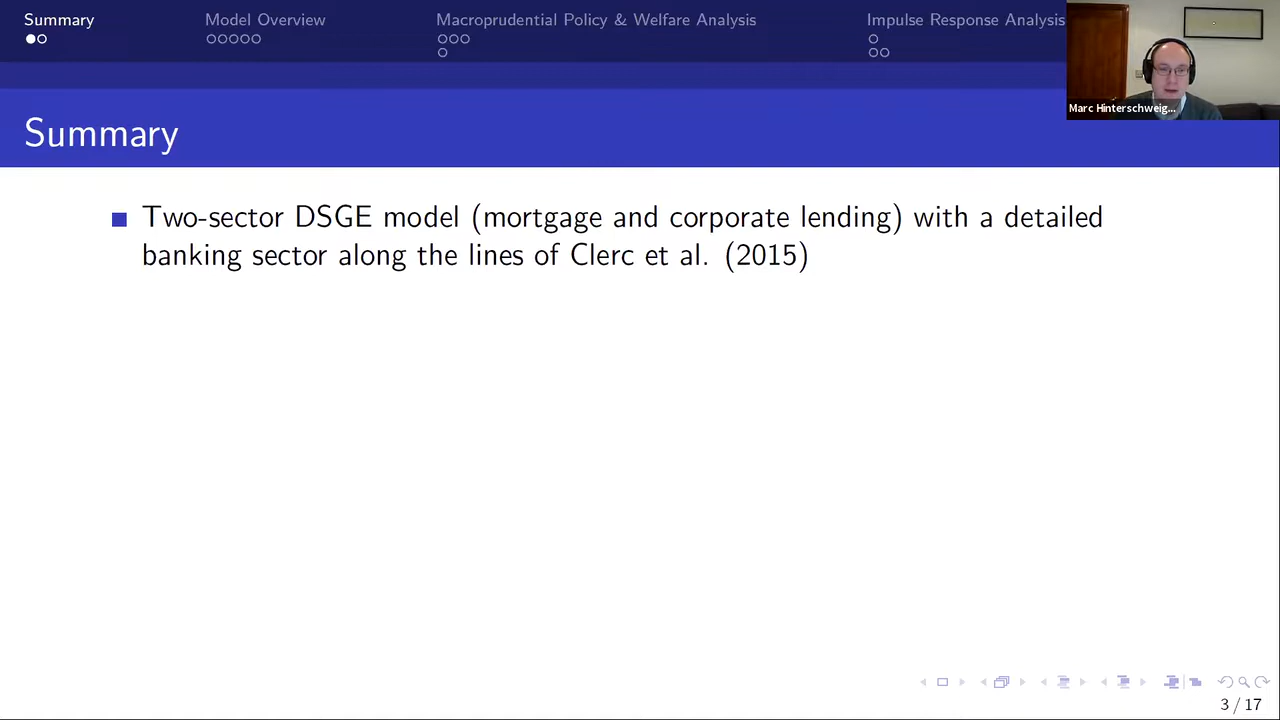 Summary
Model Overview
Macroprudential Policy & Welfare Analysis
Impulse Response Analysis
Marc Hinterschweig...
Summary
Two-sector DSGE model (mortgage and corporate lending) with a detailed
banking sector along the lines of Clerc et al. (2015)
3 / 17